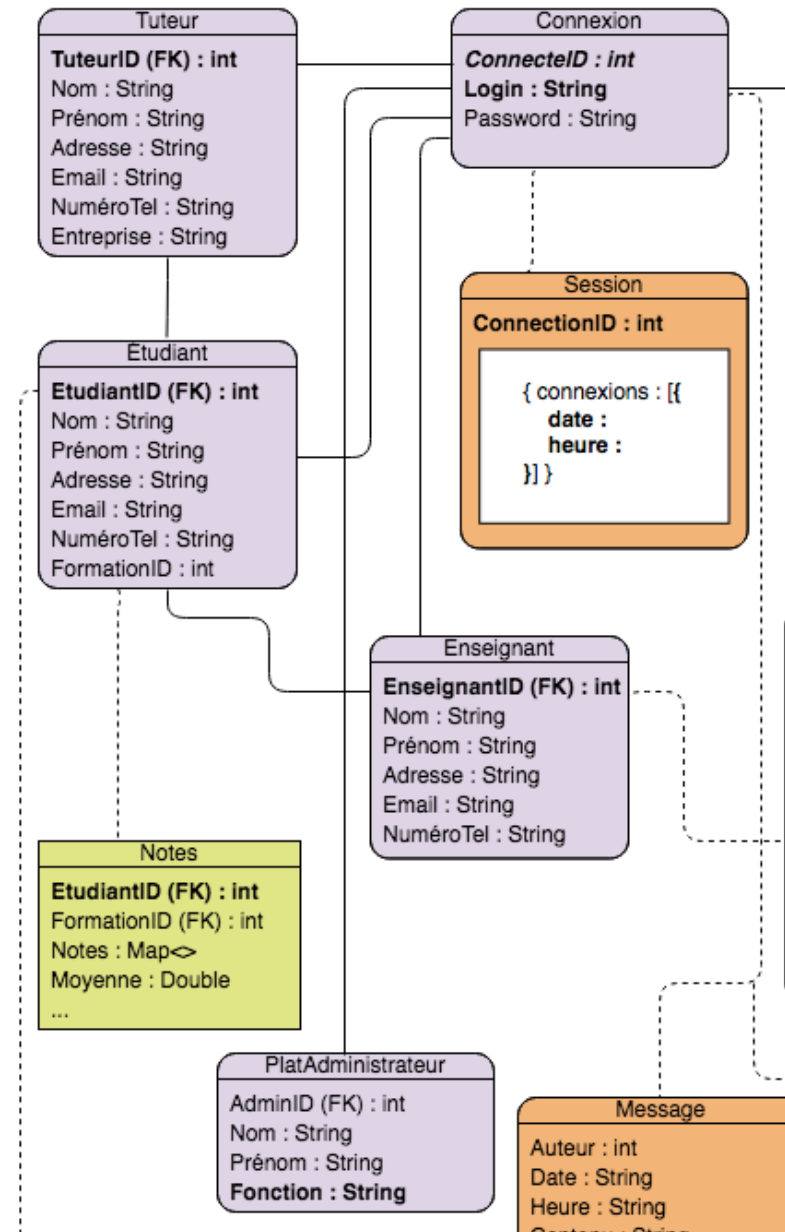 Tuteur
TuteurID (FK) : int
Nom : String
Prénom : String
Adresse : String
Email : String
NuméroTel : String
Entreprise : String
Connexion
ConnecteID : int
Login : String
Password : String
Session
ConnectionID : int
{ connexions : [{
date :
heure :
}] }
Etudiant
EtudiantID (FK) : int
Nom : String
Prénom : String
Adresse : String
Email : String
NuméroTel : String
FormationID : int
Enseignant
EnseignantID (FK) : int
Nom : String
Prénom : String
Adresse : String
Email : String
NuméroTel : String
Notes
EtudiantID (FK) : int
FormationID (FK) : int
Notes : Map<>
Moyenne : Double
...
PlatAdministrateur
AdminID (FK) : int
Nom : String
Prénom : String
Fonction : String
Message
Auteur : int
Date : String
Heure : String